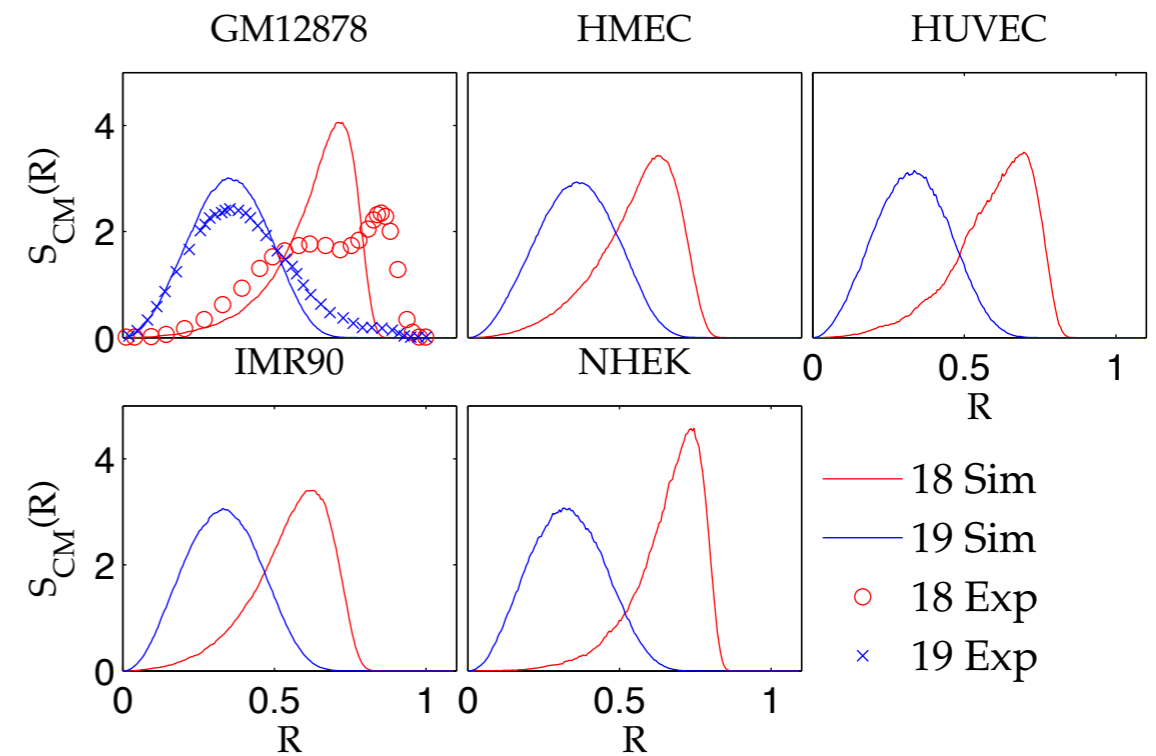 GM12878
HMEC
HUVEC
S_CM(R)
4
2
0
0
0.5
1
R
IMR90
NHEK
S_CM(R)
4
2
0
0
0.5
1
R
0
0.5
1
R
18 Sim
19 Sim
18 Exp
19 Exp